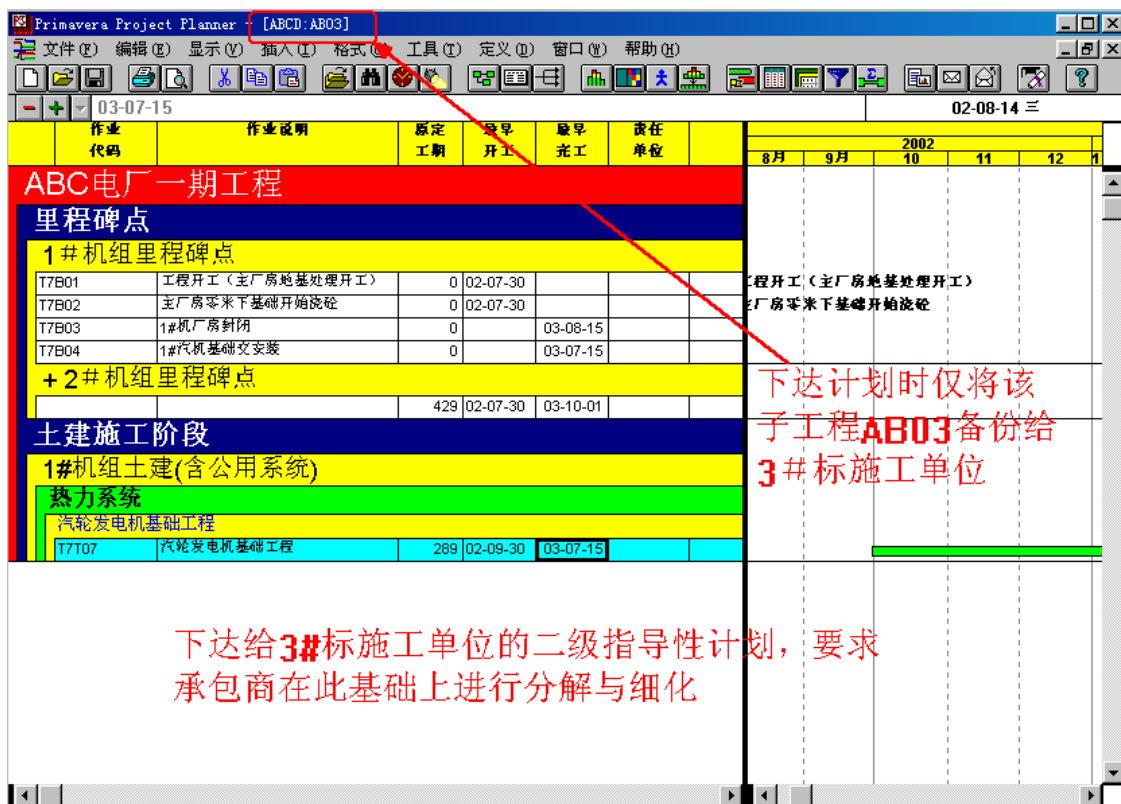 Primavera Project Planner - [ABCD:AB03]
文件(F) 编辑(E) 显示(V) 插入(I) 格式 工具(T) 定义(D) 窗口(W) 帮助(H)
03-07-15 02-08-14 三
作业代码 作业说明 原定工期 最早开工 最早完工 责任单位
2002
8月 9月 10 11 12 1
ABC电厂一期工程
里程碑点
1#机组里程碑点
T7B01 工程开工(主厂房地基处理开工) 0 02-07-30 工程开工(主厂房地基处理开工)
T7B02 主厂房零米下基础开始浇砼 0 02-07-30 主厂房零米下基础开始浇砼
T7B03 1#机厂房封闭 0 03-08-15
T7B04 1#汽机基础交安装 0 03-07-15
+2#机组里程碑点
429 02-07-30 03-10-01
土建施工阶段
1#机组土建(含公用系统)
热力系统
汽轮发电机基础工程
T7T07 汽轮发电机基础工程 289 02-09-30 03-07-15
下达计划时仅将该
子工程AB03备份给
3#标施工单位
下达给3#标施工单位的二级指导性计划，要求
承包商在此基础上进行分解与细化